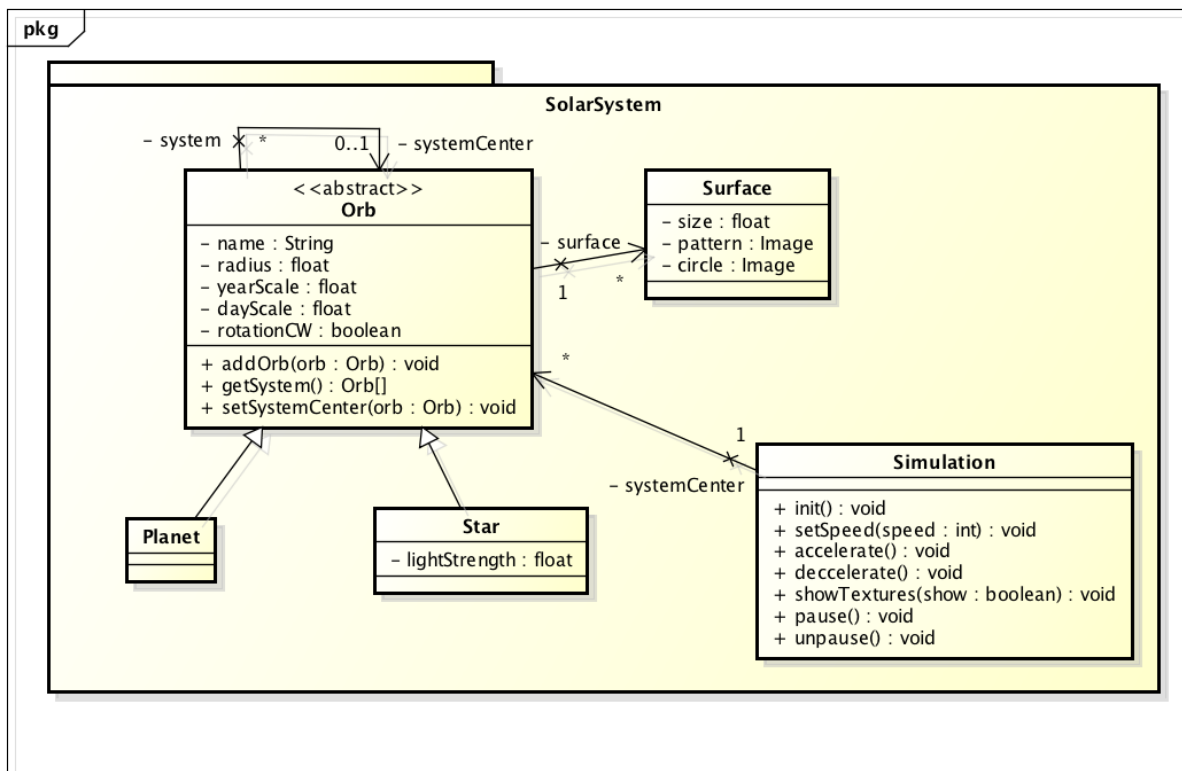 pkg
SolarSystem
– system
*
0..1
– systemCenter
<<abstract>>
Orb
– name : String
– radius : float
– yearScale : float
– dayScale : float
– rotationCW : boolean
+ addOrb(orb : Orb) : void
+ getSystem() : Orb[]
+ setSystemCenter(orb : Orb) : void
– surface
1
*
Surface
– size : float
– pattern : Image
– circle : Image
*
1
– systemCenter
Planet
Star
– lightStrength : float
Simulation
+ init() : void
+ setSpeed(speed : int) : void
+ accelerate() : void
+ deccelerate() : void
+ showTextures(show : boolean) : void
+ pause() : void
+ unpause() : void